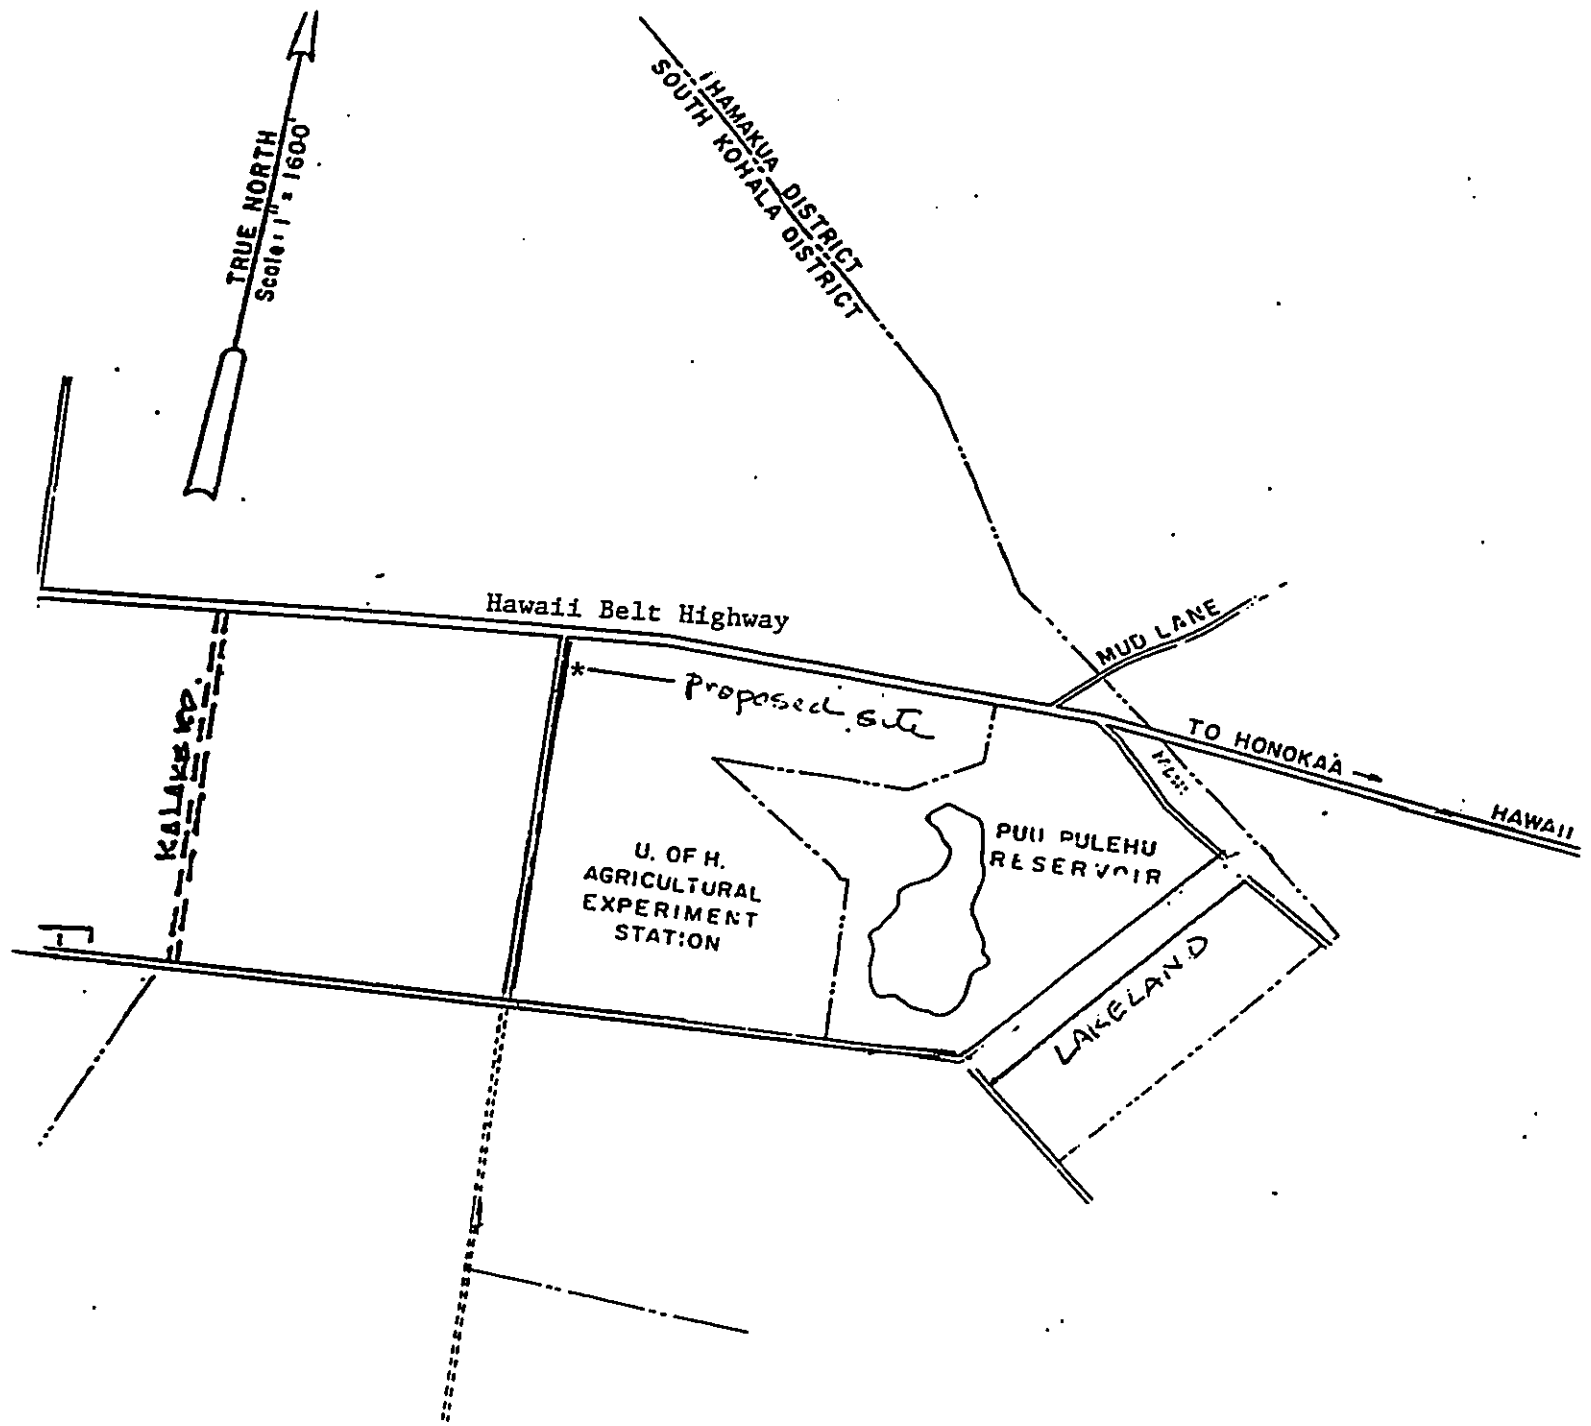 TRUE NORTH
Scale: 1" = 1600'
HAMAKUA DISTRICT
SOUTH KOHALA DISTRICT
Hawaii Belt Highway
MUD LANE
* Proposed site
TO HONOKAA
HAWAII
KALAKE RD.
PUU PULEHU
RESERVOIR
U. OF H.
AGRICULTURAL
EXPERIMENT
STATION
LAKELAND